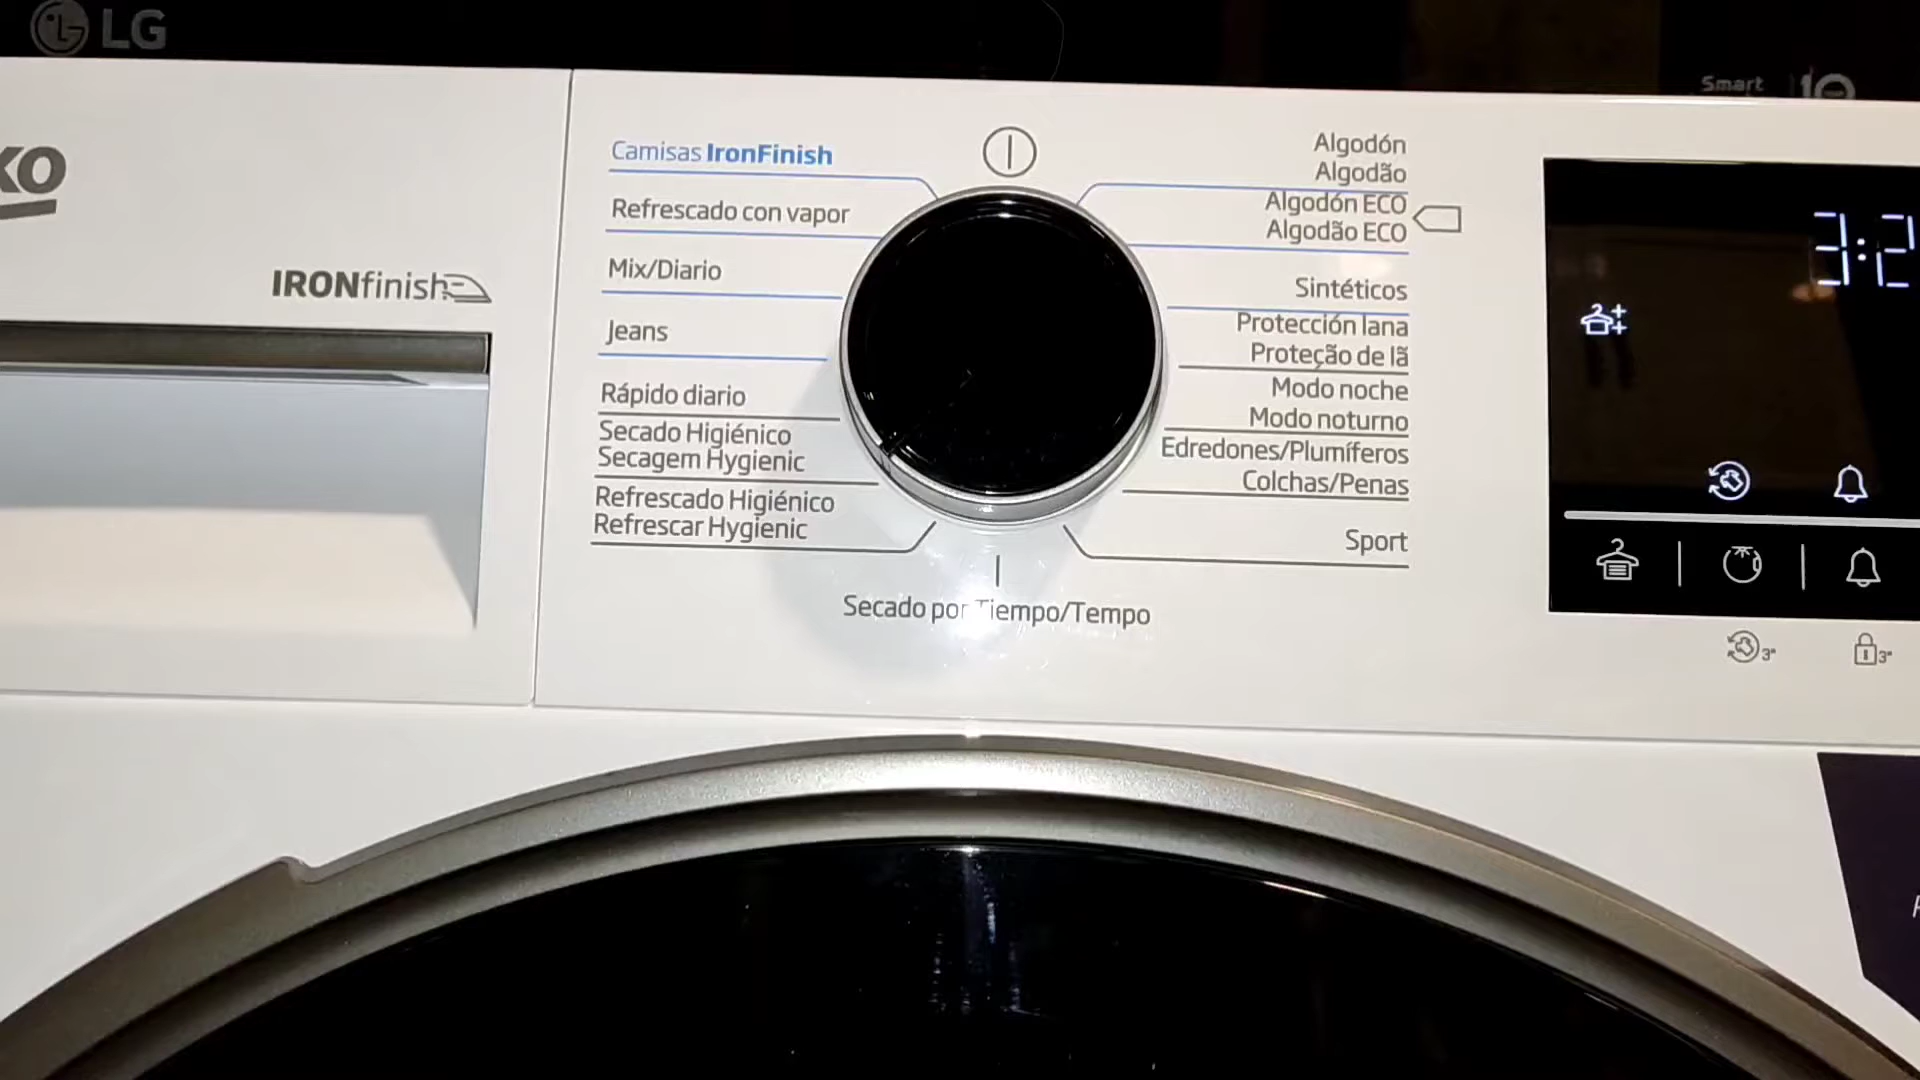 LG
Smart
KO
IRONfinish
Camisas IronFinish
Refrescado con vapor
Mix/Diario
Jeans
Rápido diario
Secado Higiénico
Secagem Hygienic
Refrescado Higiénico
Refrescar Hygienic
Secado por Tiempo/Tempo
Algodón
Algodão
Algodón ECO
Algodão ECO
Sintéticos
Protección lana
Proteção de lã
Modo noche
Modo noturno
Edredones/Plumíferos
Colchas/Penas
Sport
3:2
3"
3"